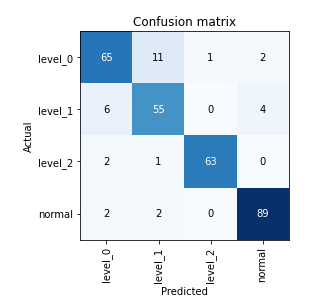 Confusion matrix
Actual
level_0 65 11 1 2
level_1 6 55 0 4
level_2 2 1 63 0
normal 2 2 0 89
level_0 level_1 level_2 normal
Predicted